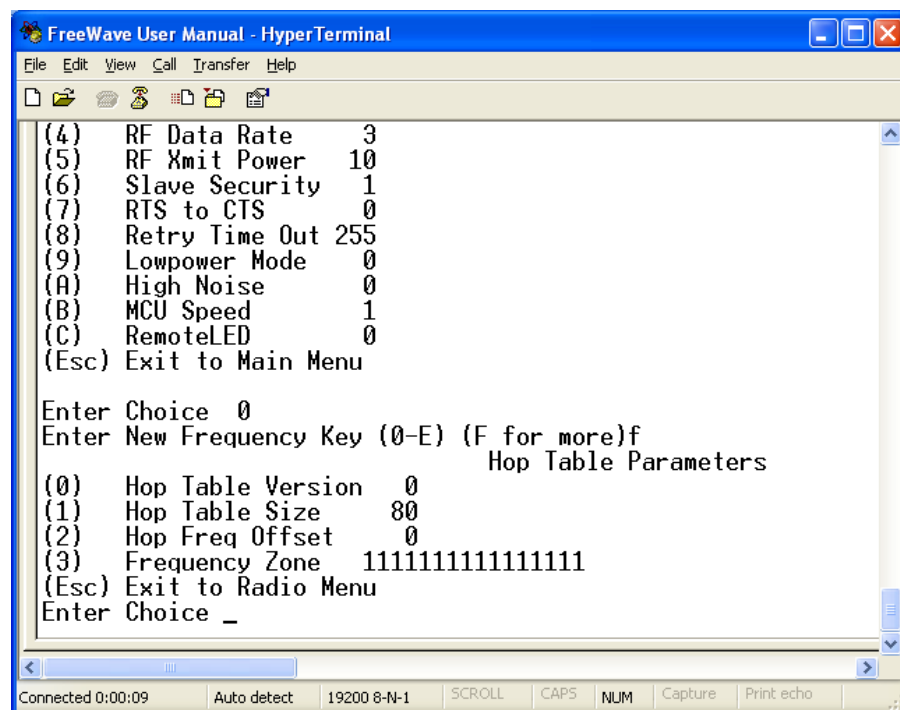 FreeWave User Manual - HyperTerminal
File Edit View Call Transfer Help
(4) RF Data Rate 3
(5) RF Xmit Power 10
(6) Slave Security 1
(7) RTS to CTS 0
(8) Retry Time Out 255
(9) Lowpower Mode 0
(A) High Noise 0
(B) MCU Speed 1
(C) RemoteLED 0
(Esc) Exit to Main Menu
Enter Choice 0
Enter New Frequency Key (0-E) (F for more)f
Hop Table Parameters
(0) Hop Table Version 0
(1) Hop Table Size 80
(2) Hop Freq Offset 0
(3) Frequency Zone 1111111111111111
(Esc) Exit to Radio Menu
Enter Choice _
Connected 0:00:09 Auto detect 19200 8-N-1 SCROLL CAPS NUM Capture Print echo